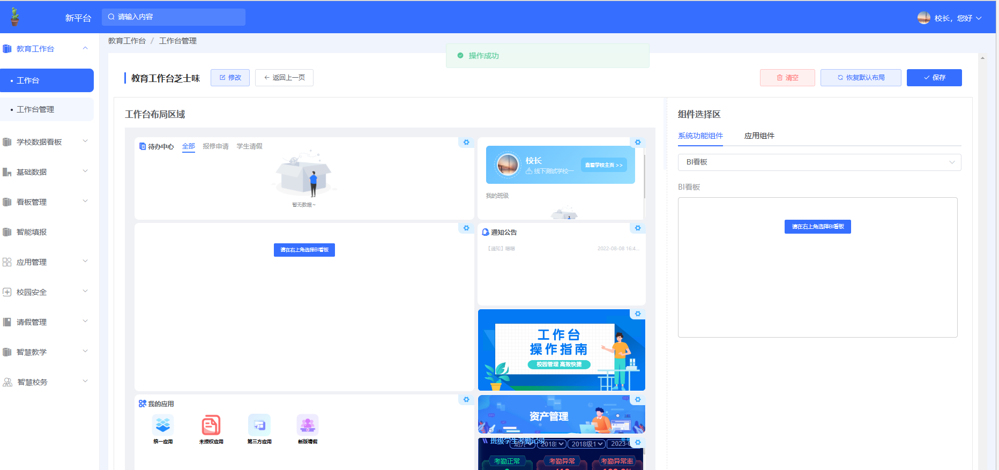 新平台
请输入内容
校长，您好
教育工作台
工作台
工作台管理
学校数据看板
基础数据
看板管理
智能填报
应用管理
校园安全
请假管理
智慧教学
智慧校务
教育工作台 / 工作台管理
操作成功
教育工作台芝士味
修改
返回上一页
清空
恢复默认布局
保存
工作台布局区域
待办中心
全部
报修申请
学生请假
暂无数据~
校长
线下测试学校一
查看学校主页 >>
我的班级
请在右上角选择BI看板
通知公告
【通知】嘻嘻
2022-08-08 16:4...
工作台
操作指南
校园管理 高效快捷
我的应用
统一应用
未授权应用
第三方应用
新版请假
资产管理
班级学生考勤记录
2018级1
考勤正常
考勤异常
考勤异常率
组件选择区
系统功能组件
应用组件
BI看板
BI看板
请在右上角选择BI看板